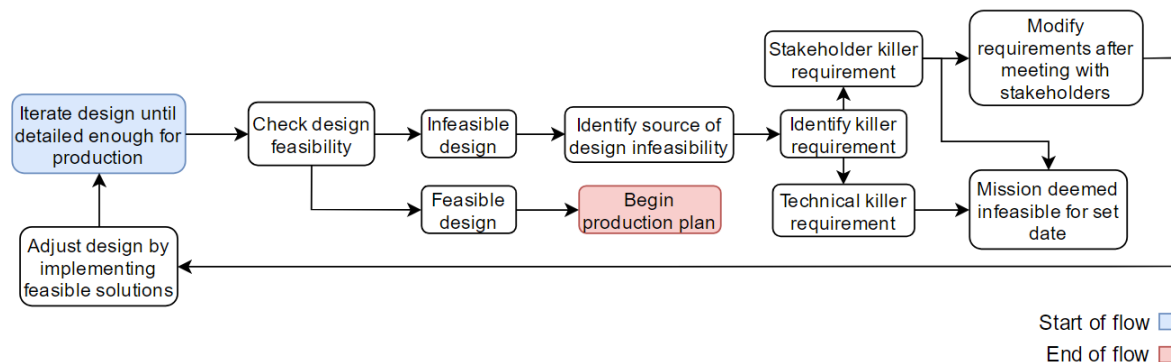 Iterate design until
detailed enough for
production
Check design
feasibility
Infeasible
design
Identify source of
design infeasibility
Stakeholder killer
requirement
Identify killer
requirement
Technical killer
requirement
Modify
requirements after
meeting with
stakeholders
Mission deemed
infeasible for set
date
Feasible
design
Begin
production plan
Adjust design by
implementing
feasible solutions
Start of flow
End of flow